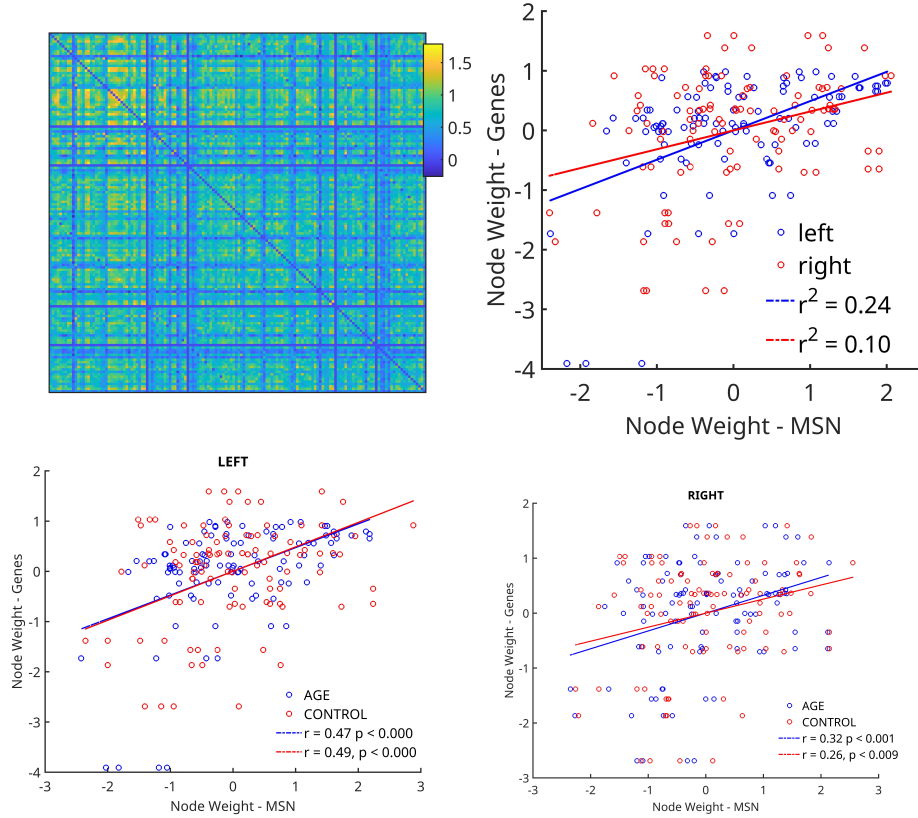 1.5
1
0.5
0
2
1
0
-1
-2
-3
-4
-2
-1
0
1
2
Node Weight - Genes
Node Weight - MSN
left
right
r² = 0.24
r² = 0.10
LEFT
2
1
0
-1
-2
-3
-4
-3
-2
-1
0
1
2
3
Node Weight - Genes
Node Weight - MSN
AGE
CONTROL
r = 0.47 p < 0.000
r = 0.49, p < 0.000
RIGHT
2
1
0
-1
-2
-3
-3
-2
-1
0
1
2
3
Node Weight - Genes
Node Weight - MSN
AGE
CONTROL
r = 0.32 p < 0.001
r = 0.26, p < 0.009